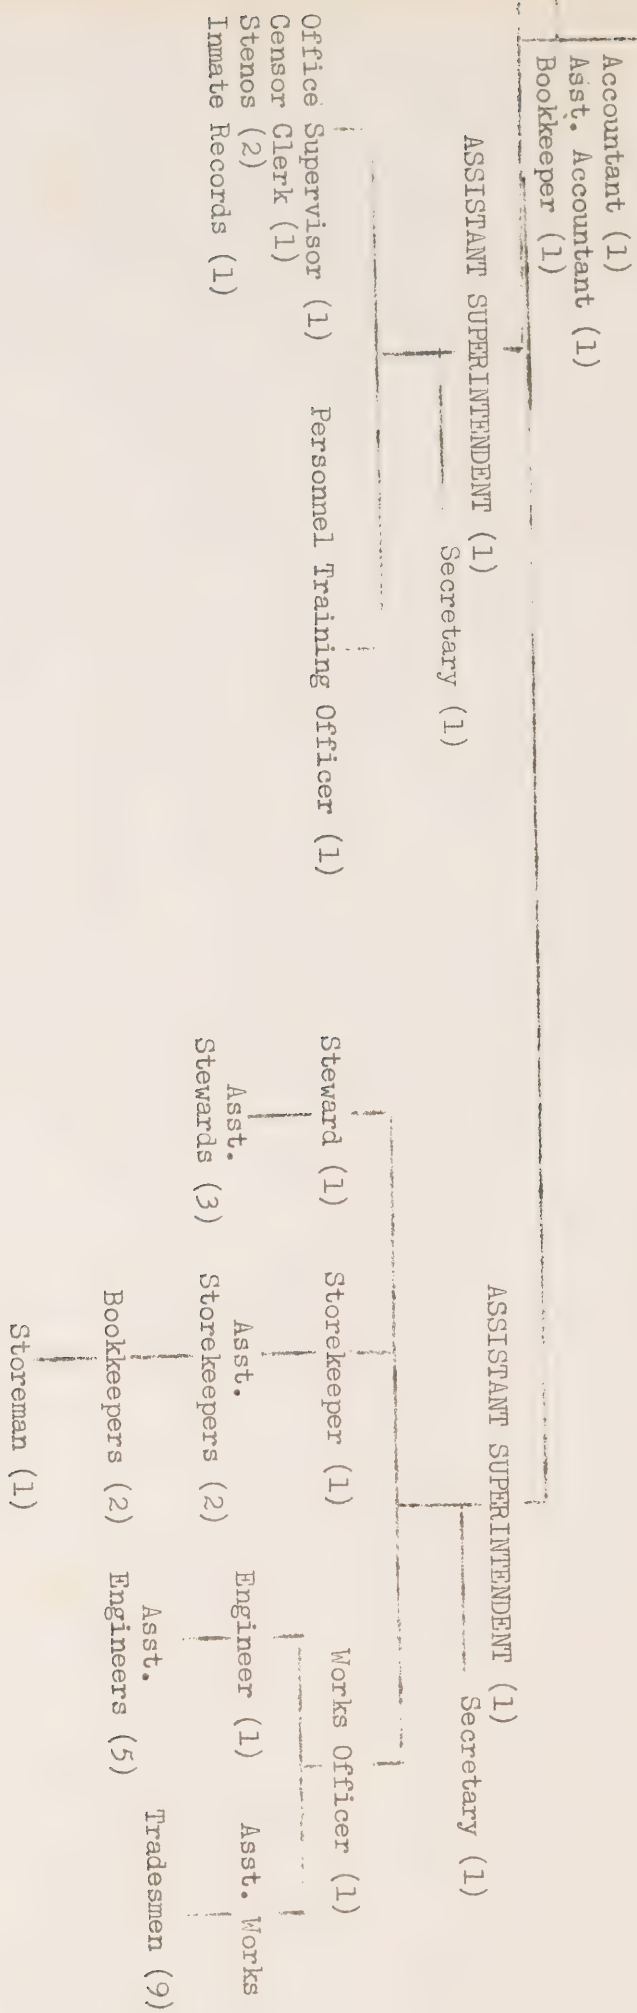 Accountant (1)
Asst. Accountant (1)
Bookkeeper (1)
ASSISTANT SUPERINTENDENT (1)
Secretary (1)
Office Supervisor (1)
Censor Clerk (1)
Stenos (2)
Inmate Records (1)
Personnel Training Officer (1)
ASSISTANT SUPERINTENDENT (1)
Secretary (1)
Steward (1)
Asst.
Stewards (3)
Storekeeper (1)
Asst.
Storekeepers (2)
Bookkeepers (2)
Storeman (1)
Works Officer (1)
Engineer (1)
Asst.
Engineers (5)
Asst. Works
Tradesmen (9)